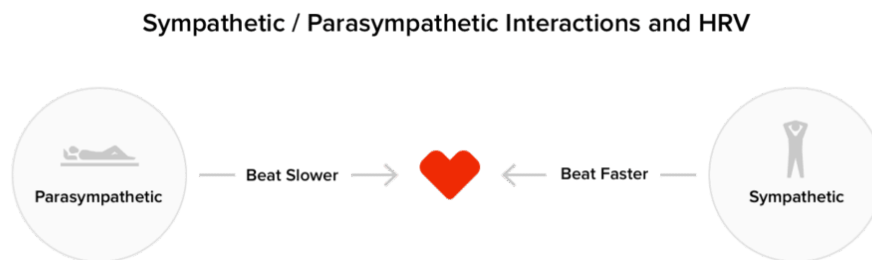 Sympathetic / Parasympathetic Interactions and HRV
Beat Slower
Beat Faster
Parasympathetic
Sympathetic